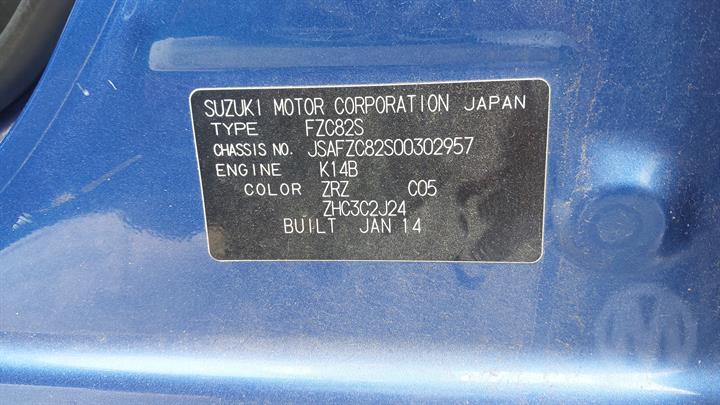 SUZUKI MOTOR CORPORATION JAPAN
TYPE FZC82S
CHASSIS NO. JSAFZC82S00302957
ENGINE K14B
COLOR ZRZ C05
ZHC3C2J24
BUILT JAN 14
M